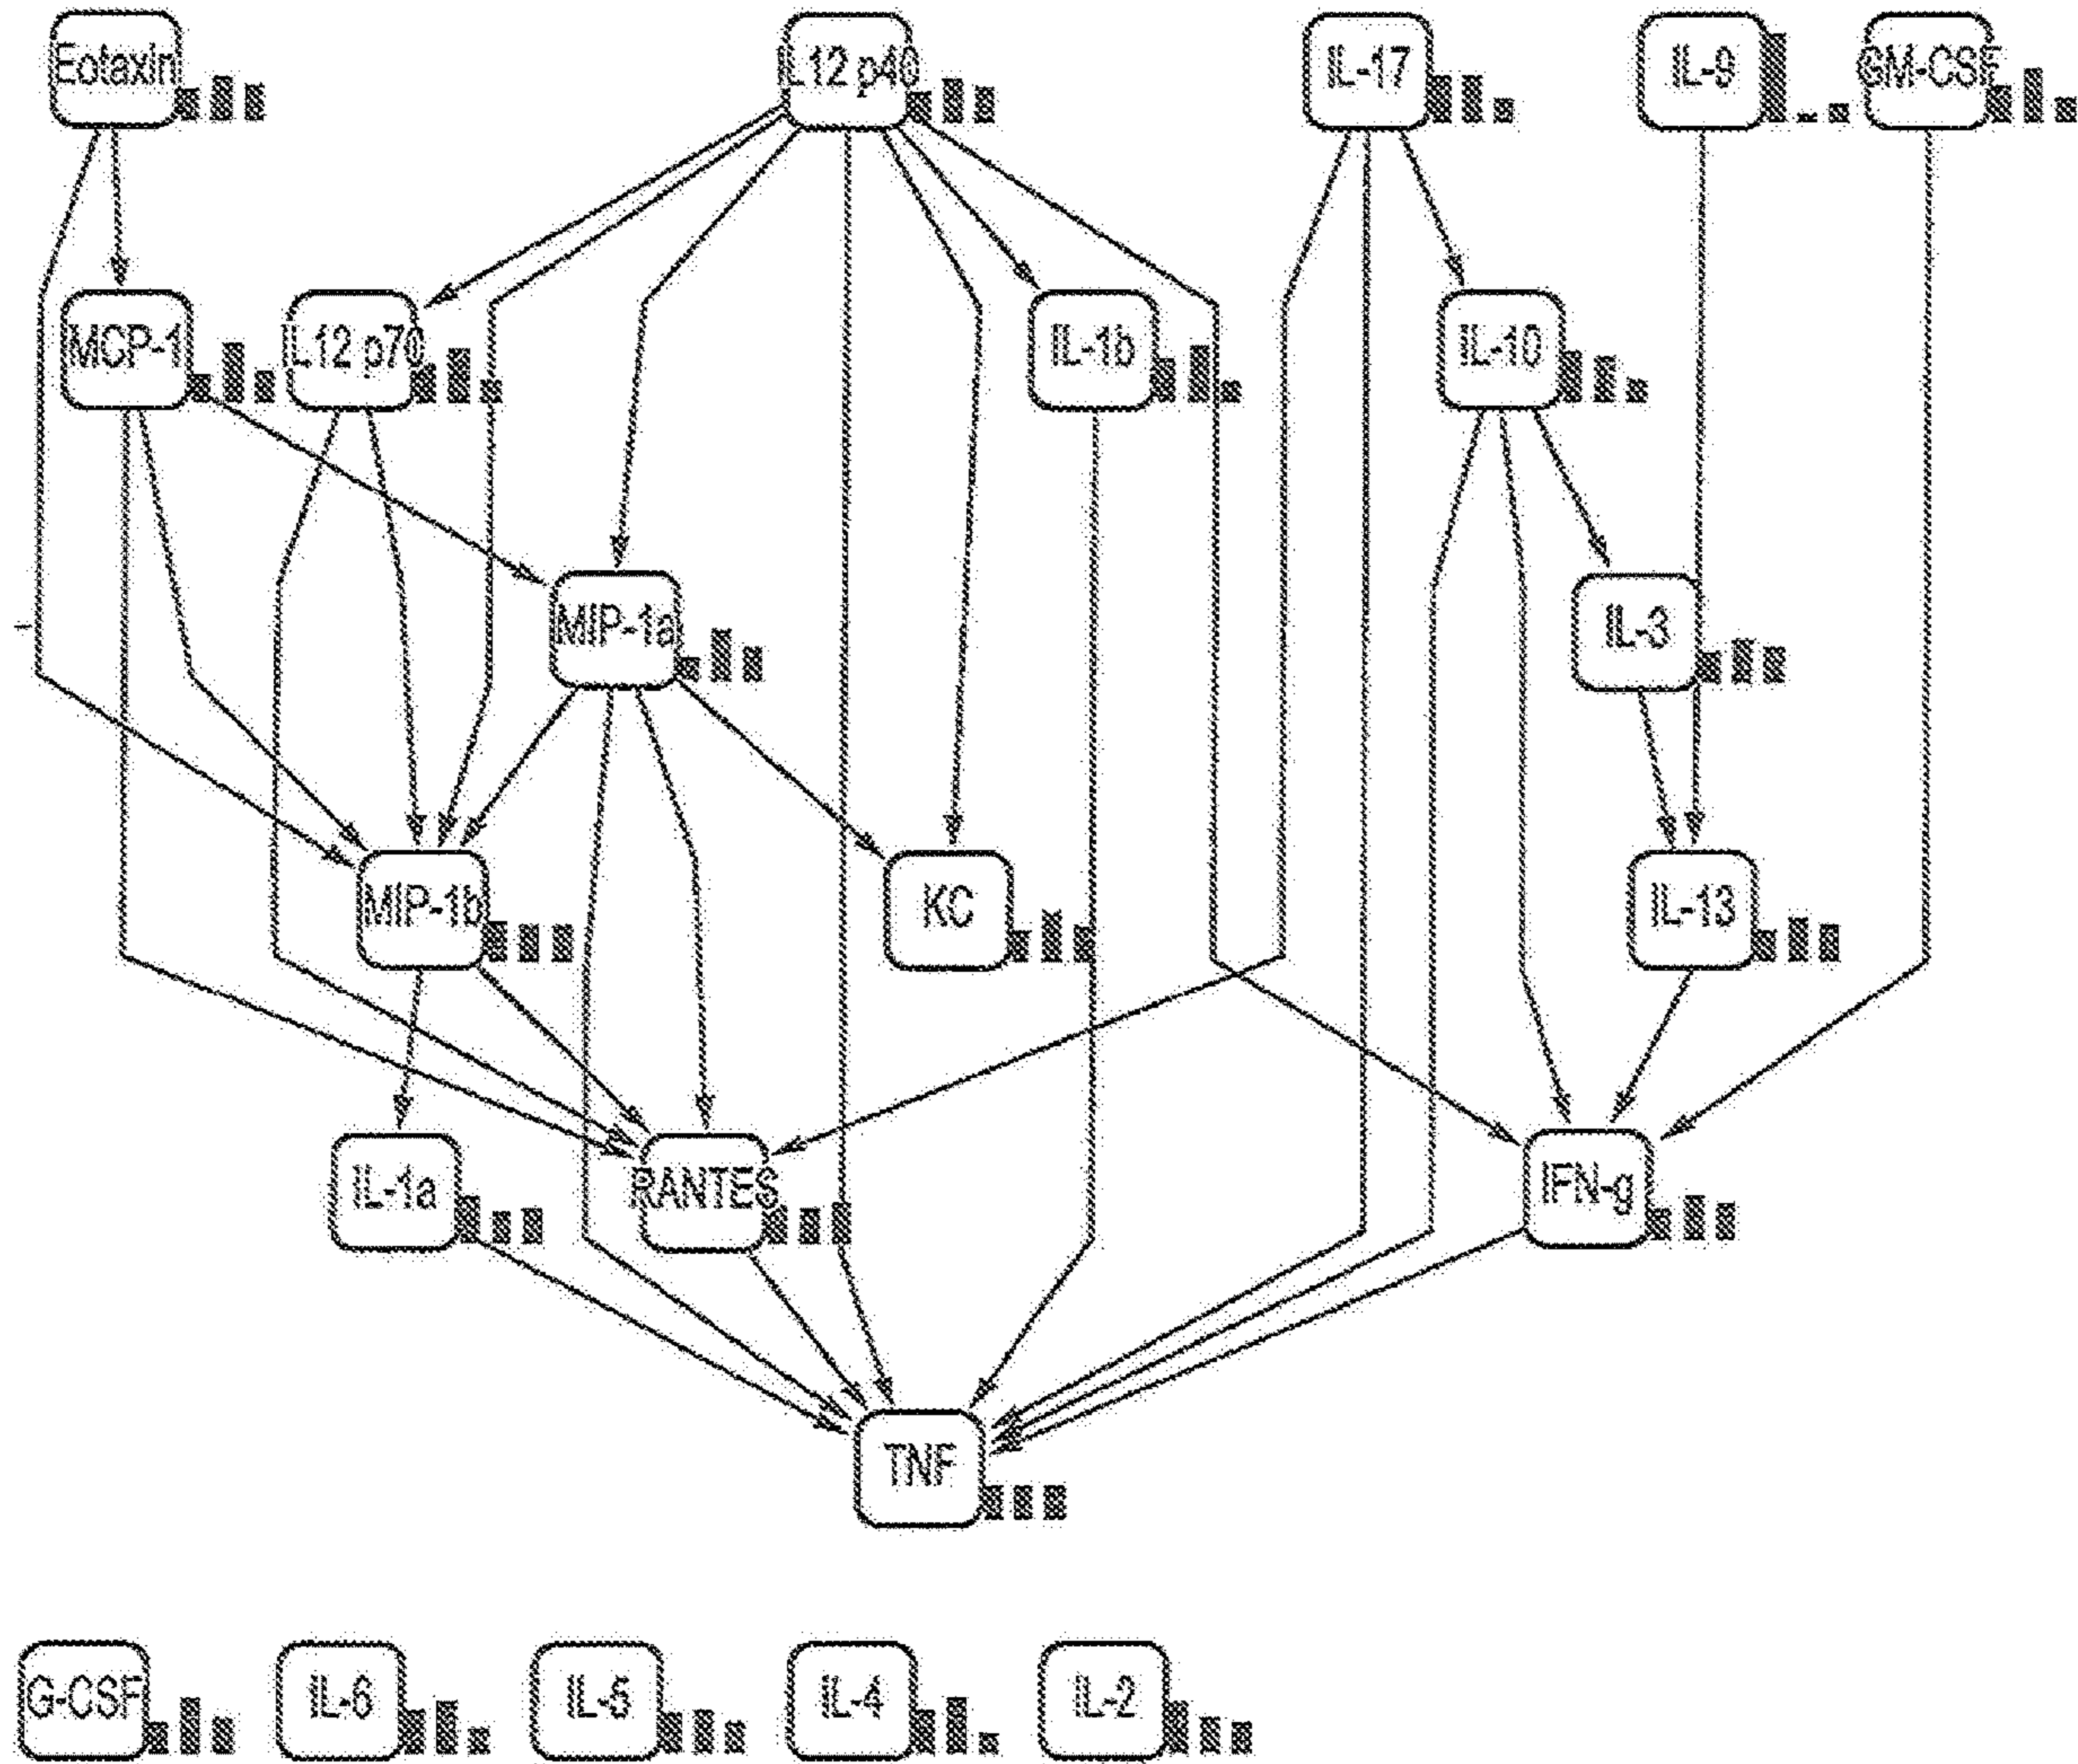 Eotaxin
IL12 p40
IL-17
IL-9
GM-CSF
MCP-1
IL12 p70
IL-1b
IL-10
MIP-1a
IL-3
MIP-1b
KC
IL-13
IL-1a
RANTES
IFN-g
TNF
G-CSF
IL-6
IL-5
IL-4
IL-2